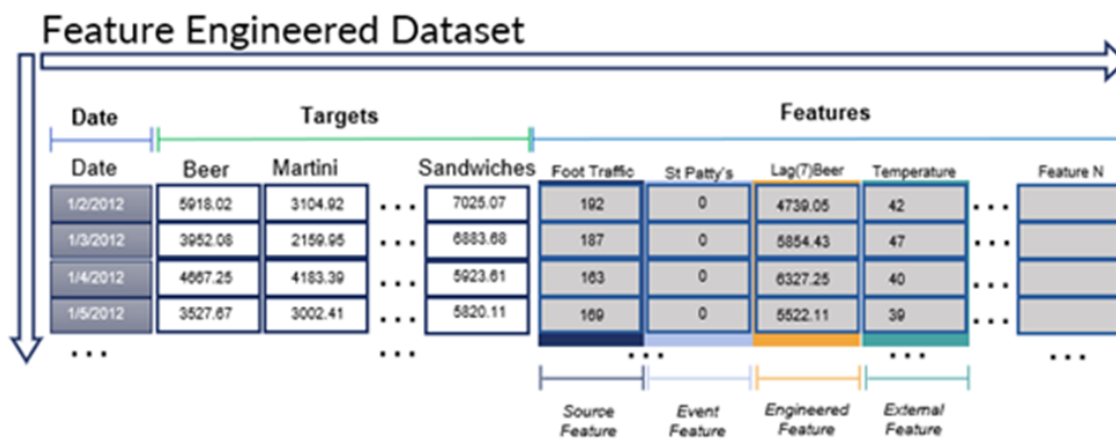 Feature Engineered Dataset
Date Targets Features
Date Beer Martini Sandwiches Foot Traffic St Patty's Lag(7)Beer Temperature Feature N
1/2/2012 5918.02 3104.92 ... 7025.07 192 0 4739.05 42 ...
1/3/2012 3952.08 2159.95 ... 6883.68 187 0 5854.43 47 ...
1/4/2012 4667.25 4183.39 ... 5923.61 163 0 6327.25 40 ...
1/5/2012 3527.67 3002.41 ... 5820.11 169 0 5522.11 39 ...
... ... ... ... ...
Source Event Engineered External
Feature Feature Feature Feature